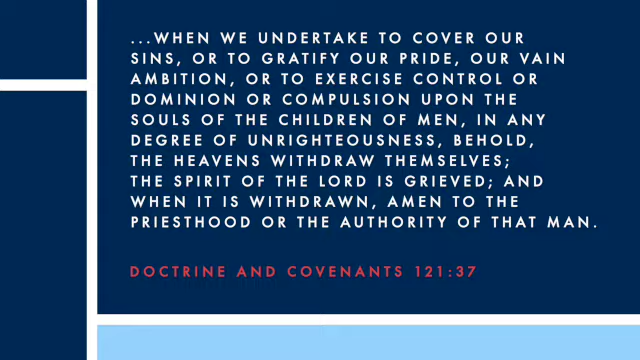 ...WHEN WE UNDERTAKE TO COVER OUR
SINS, OR TO GRATIFY OUR PRIDE, OUR VAIN
AMBITION, OR TO EXERCISE CONTROL OR
DOMINION OR COMPULSION UPON THE
SOULS OF THE CHILDREN OF MEN, IN ANY
DEGREE OF UNRIGHTEOUSNESS, BEHOLD,
THE HEAVENS WITHDRAW THEMSELVES;
THE SPIRIT OF THE LORD IS GRIEVED; AND
WHEN IT IS WITHDRAWN, AMEN TO THE
PRIESTHOOD OR THE AUTHORITY OF THAT MAN.
DOCTRINE AND COVENANTS 121:37